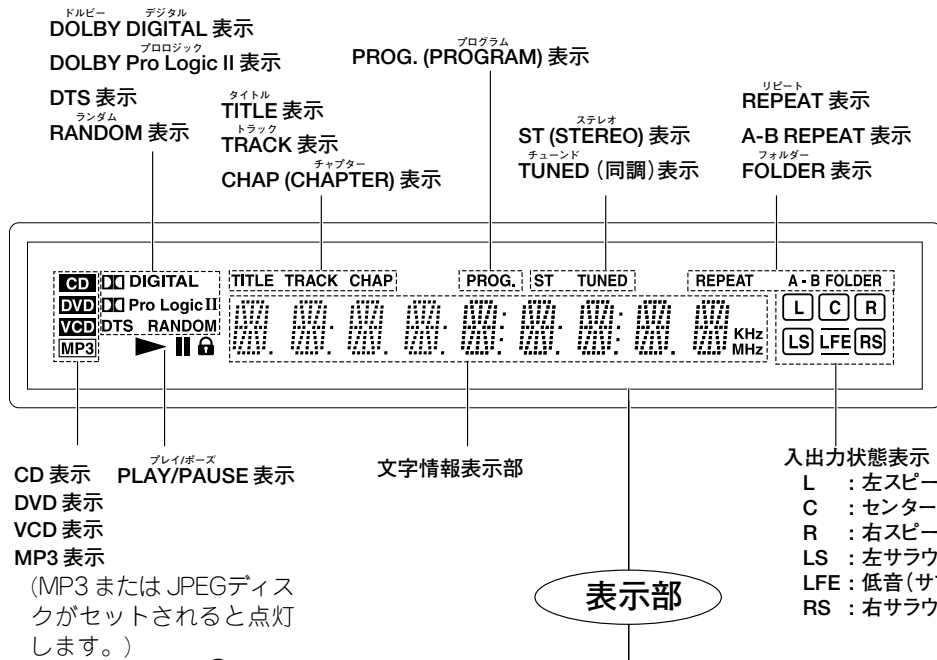 ドルビー デジタル
DOLBY DIGITAL 表示
プロロジック
DOLBY Pro Logic II 表示
DTS 表示
ランダム
RANDOM 表示
タイトル
TITLE 表示
トラック
TRACK 表示
チャプター
CHAP (CHAPTER) 表示
プログラム
PROG. (PROGRAM) 表示
ステレオ
ST (STEREO) 表示
チューンド
TUNED（同調）表示
リピート
REPEAT 表示
A-B REPEAT 表示
フォルダー
FOLDER 表示
CD DIGITAL TITLE TRACK CHAP PROG. ST TUNED REPEAT A - B FOLDER
DVD Pro Logic II L C R
VCD DTS RANDOM KHz
MP3 MHz LS LFE RS
CD 表示
DVD 表示
VCD 表示
MP3 表示
(MP3 または JPEGディス
クがセットされると点灯
します。)
プレイ/ポーズ
PLAY/PAUSE 表示
文字情報表示部
表示部
入出力状態表示
L ：左スピー
C ：センター
R ：右スピー
LS ：左サラウ
LFE：低音（サ
RS ：右サラウ